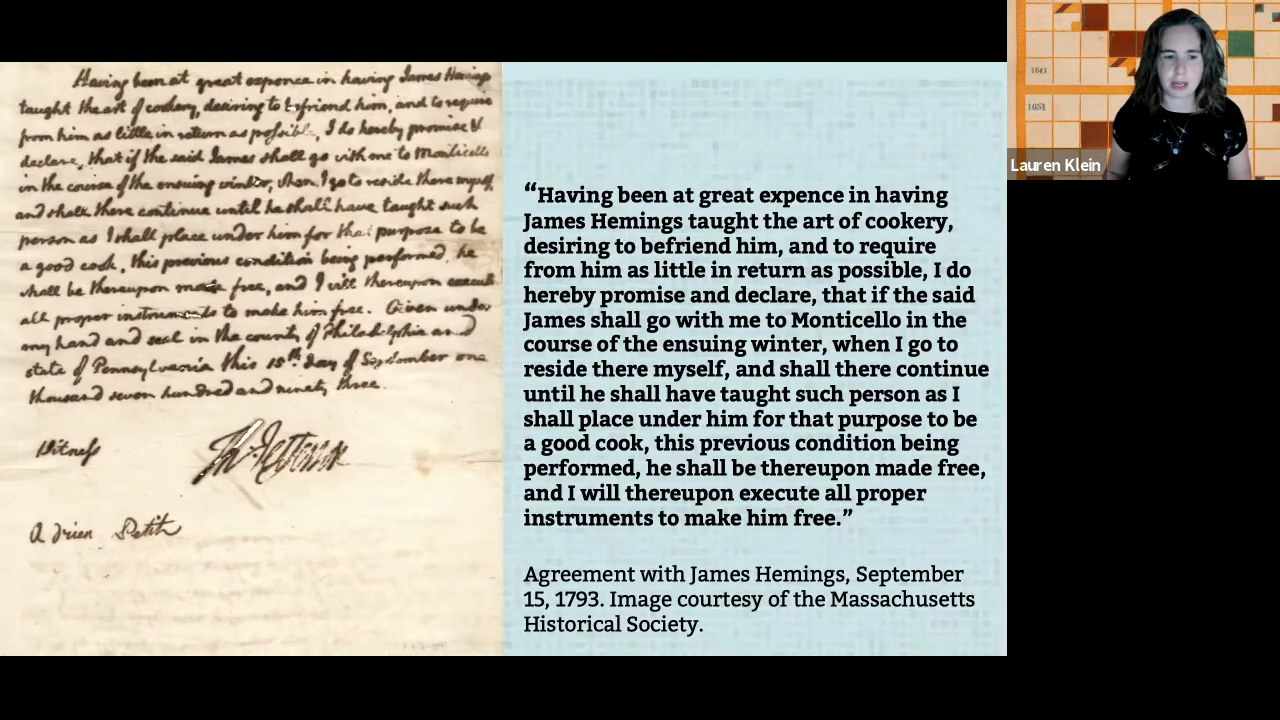 Having been at great expence in having James Hemings
taught the art of cookery, desiring to befriend him, and to require
from him as little in return as possible, I do hereby promise &
declare, that if the said James shall go with me to Monticello
in the course of the ensuing winter, when I go to reside there myself,
and shall there continue until he shall have taught such
person as I shall place under him for that purpose to be
a good cook, this previous condition being performed, he
shall be thereupon made free, and I will thereupon execute
all proper instruments to make him free. Given under
my hand and seal in the county of Philadelphia and
state of Pennsylvania this 15th day of September one
thousand seven hundred and ninety three.
Witness
Th: Jefferson
Adrien Petit
“Having been at great expence in having
James Hemings taught the art of cookery,
desiring to befriend him, and to require
from him as little in return as possible, I do
hereby promise and declare, that if the said
James shall go with me to Monticello in the
course of the ensuing winter, when I go to
reside there myself, and shall there continue
until he shall have taught such person as I
shall place under him for that purpose to be
a good cook, this previous condition being
performed, he shall be thereupon made free,
and I will thereupon execute all proper
instruments to make him free.”
Agreement with James Hemings, September
15, 1793. Image courtesy of the Massachusetts
Historical Society.
1641
1651
Lauren Klein